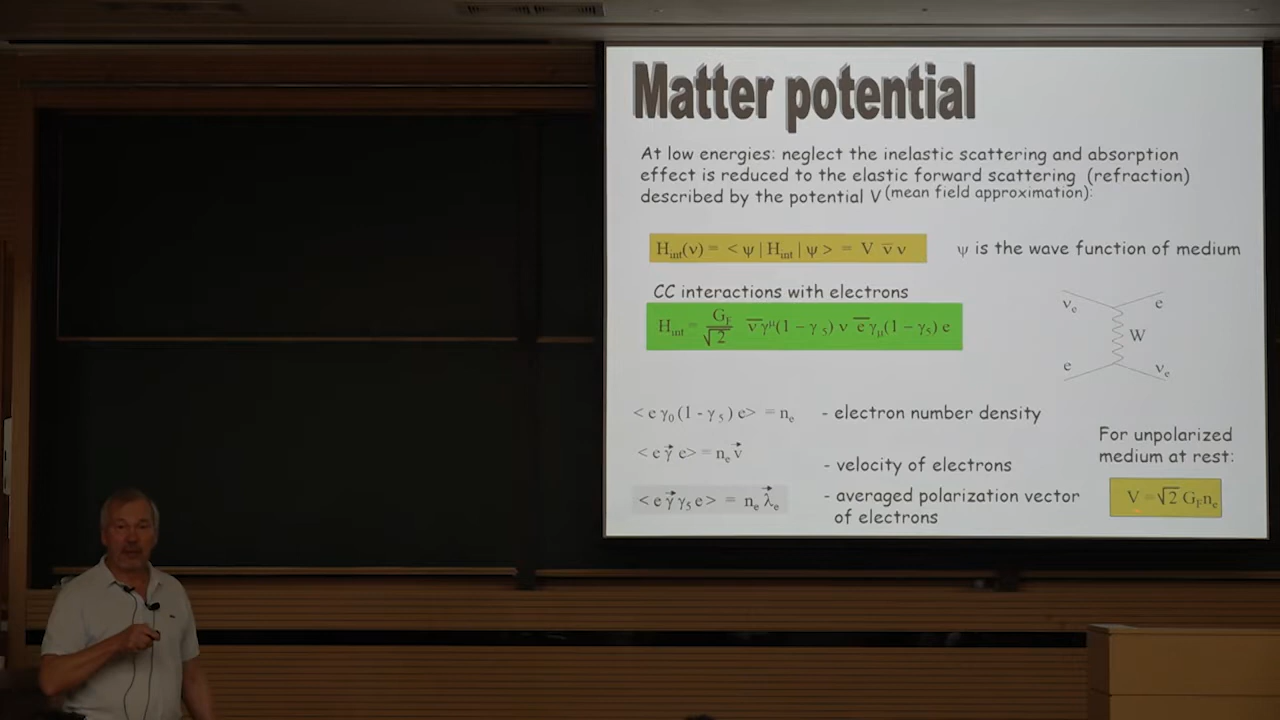 Matter potential
At low energies: neglect the inelastic scattering and absorption
effect is reduced to the elastic forward scattering (refraction)
described by the potential V (mean field approximation):
H_int(ν) = < ψ | H_int | ψ > = V ν̅ ν
ψ is the wave function of medium
CC interactions with electrons
H_int = G_F/√2 ν̅ γ^μ(1 − γ_5) ν e̅ γ_μ(1 − γ_5) e
ν_e e
W
e ν_e
< e γ_0 (1 - γ_5) e> = n_e - electron number density
< e γ⃗ e> = n_e v⃗ - velocity of electrons
< e γ⃗ γ_5 e> = n_e λ⃗_e - averaged polarization vector
of electrons
For unpolarized
medium at rest:
V = √2 G_F n_e